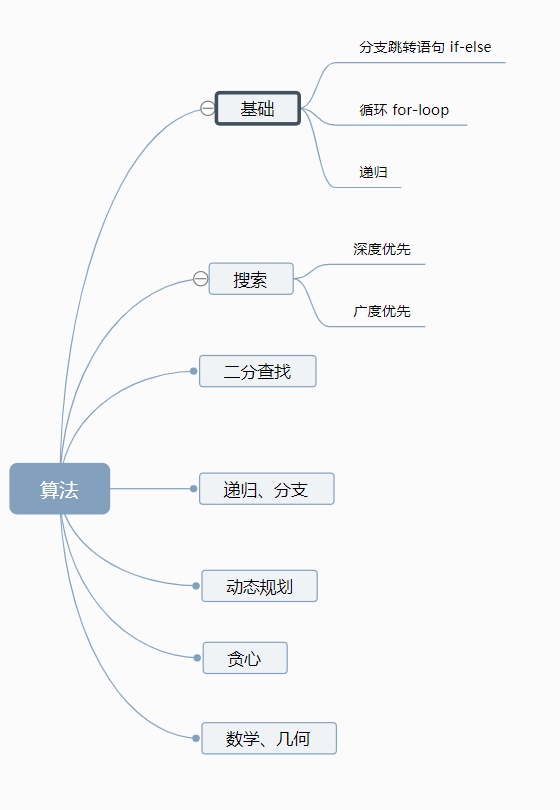 算法
基础
分支跳转语句 if-else
循环 for-loop
递归
搜索
深度优先
广度优先
二分查找
递归、分支
动态规划
贪心
数学、几何